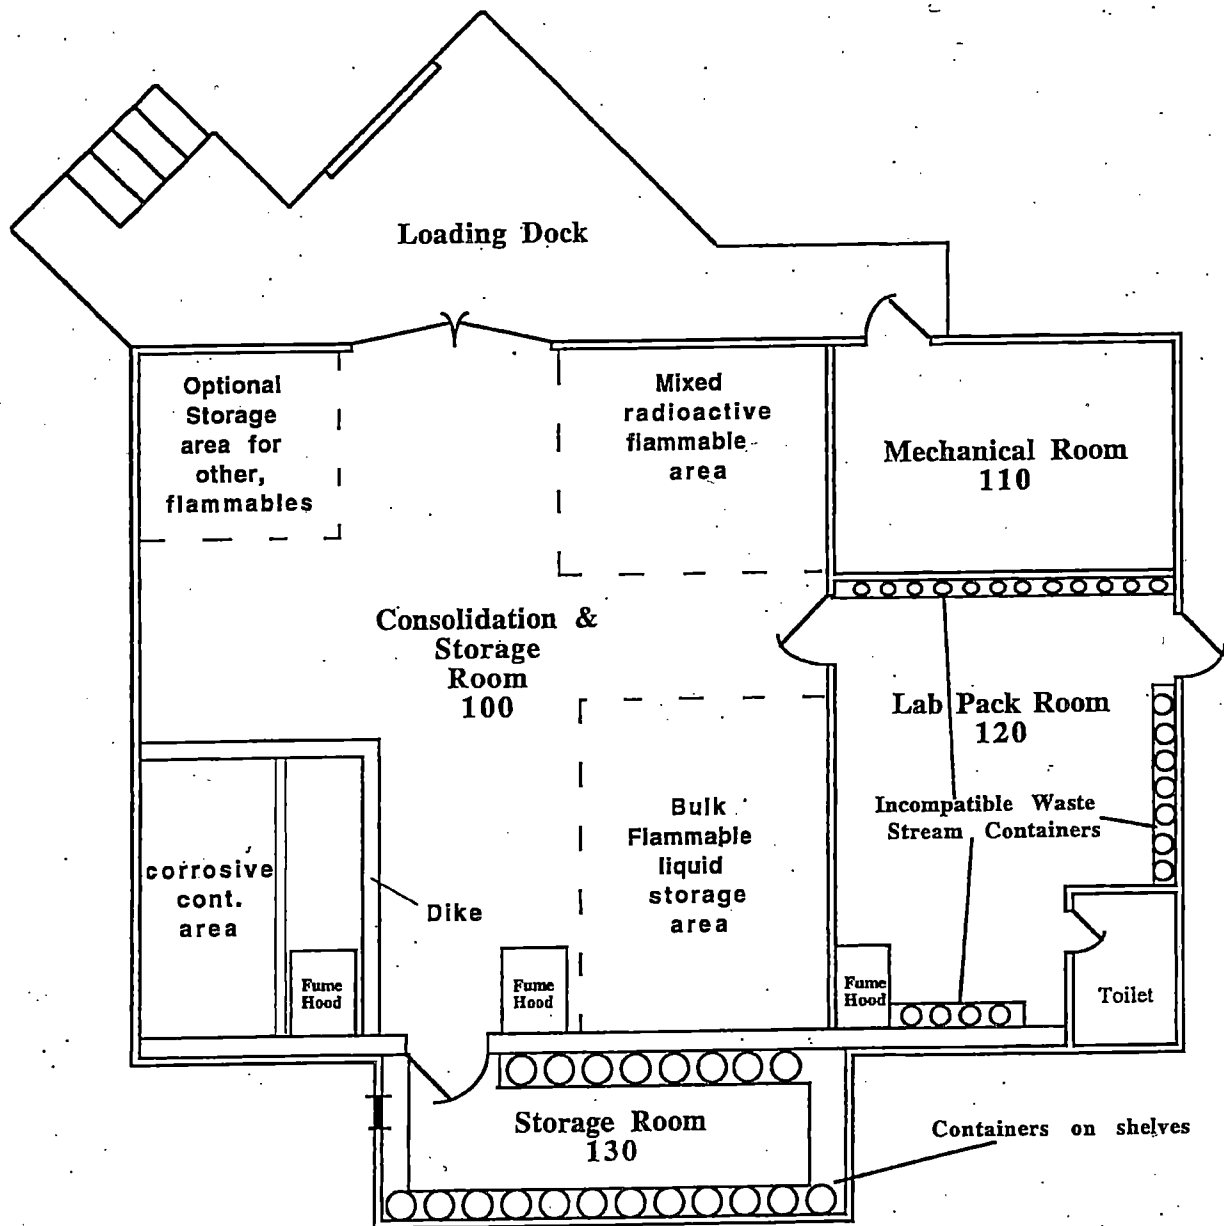 Loading Dock
Optional
Storage
area for
other,
flammables
Mixed
radioactive
flammable
area
Mechanical Room
110
Consolidation &
Storage
Room
100
Lab Pack Room
120
Incompatible Waste
Stream Containers
Bulk
Flammable
liquid
storage
area
corrosive
cont.
area
Dike
Fume
Hood
Fume
Hood
Fume
Hood
Toilet
Storage Room
130
Containers on shelves